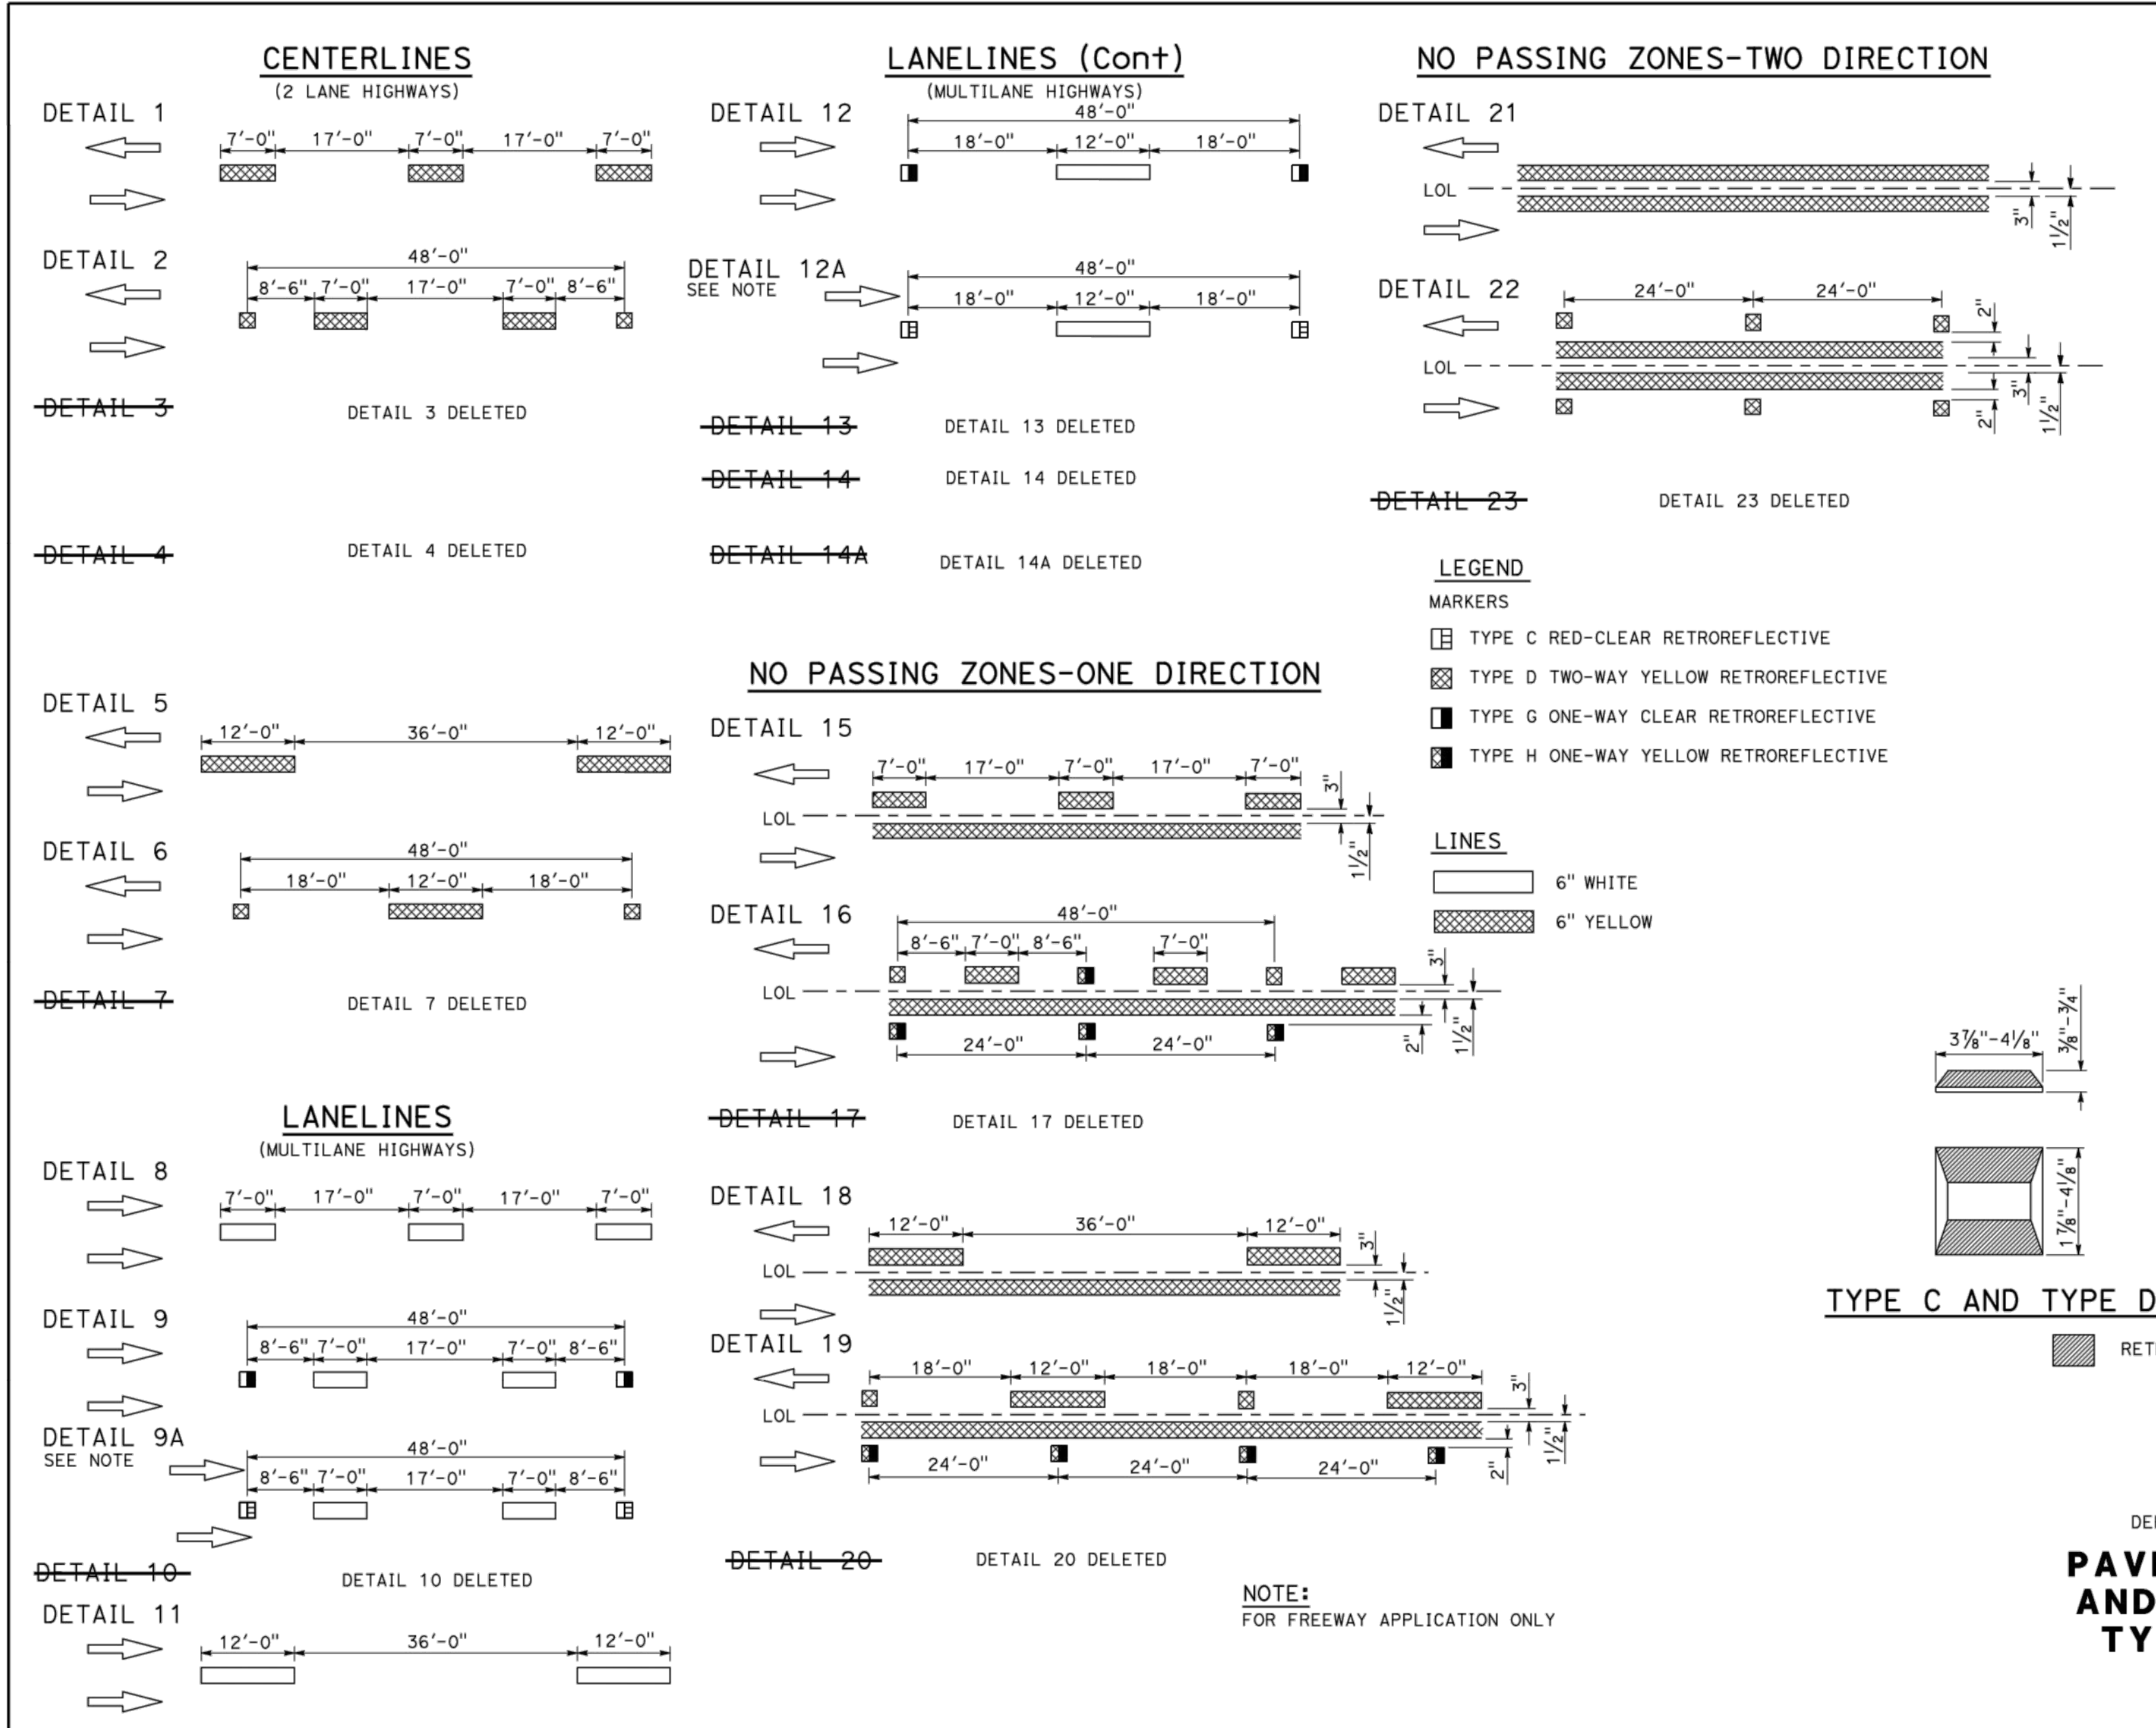 CENTERLINES
(2 LANE HIGHWAYS)
DETAIL 1
7'-0" 17'-0" 7'-0" 17'-0" 7'-0"
DETAIL 2
48'-0"
8'-6" 7'-0" 17'-0" 7'-0" 8'-6"
DETAIL 3
DETAIL 3 DELETED
DETAIL 4
DETAIL 4 DELETED
DETAIL 5
12'-0" 36'-0" 12'-0"
DETAIL 6
48'-0"
18'-0" 12'-0" 18'-0"
DETAIL 7
DETAIL 7 DELETED
LANELINES
(MULTILANE HIGHWAYS)
DETAIL 8
7'-0" 17'-0" 7'-0" 17'-0" 7'-0"
DETAIL 9
48'-0"
8'-6" 7'-0" 17'-0" 7'-0" 8'-6"
DETAIL 9A
SEE NOTE
48'-0"
8'-6" 7'-0" 17'-0" 7'-0" 8'-6"
DETAIL 10
DETAIL 10 DELETED
DETAIL 11
12'-0" 36'-0" 12'-0"
LANELINES (Cont)
(MULTILANE HIGHWAYS)
DETAIL 12
48'-0"
18'-0" 12'-0" 18'-0"
DETAIL 12A
SEE NOTE
48'-0"
18'-0" 12'-0" 18'-0"
DETAIL 13
DETAIL 13 DELETED
DETAIL 14
DETAIL 14 DELETED
DETAIL 14A
DETAIL 14A DELETED
NO PASSING ZONES-ONE DIRECTION
DETAIL 15
7'-0" 17'-0" 7'-0" 17'-0" 7'-0"
3"
LOL
1½"
DETAIL 16
48'-0"
8'-6" 7'-0" 8'-6" 7'-0"
3"
LOL
24'-0" 24'-0"
2" 1½"
DETAIL 17
DETAIL 17 DELETED
DETAIL 18
12'-0" 36'-0" 12'-0"
3"
LOL
1½"
DETAIL 19
18'-0" 12'-0" 18'-0" 18'-0" 12'-0"
3"
LOL
24'-0" 24'-0" 24'-0"
2" 1½"
DETAIL 20
DETAIL 20 DELETED
NOTE:
FOR FREEWAY APPLICATION ONLY
NO PASSING ZONES-TWO DIRECTION
DETAIL 21
LOL
3" 1½"
DETAIL 22
24'-0" 24'-0"
2"
LOL
2" 3" 1½"
DETAIL 23
DETAIL 23 DELETED
LEGEND
MARKERS
TYPE C RED-CLEAR RETROREFLECTIVE
TYPE D TWO-WAY YELLOW RETROREFLECTIVE
TYPE G ONE-WAY CLEAR RETROREFLECTIVE
TYPE H ONE-WAY YELLOW RETROREFLECTIVE
LINES
6" WHITE
6" YELLOW
3⅞"-4⅛"
⅜"-¾"
1⅞"-4⅛"
TYPE C AND TYPE D
RET
DE
PAV
AND
TY